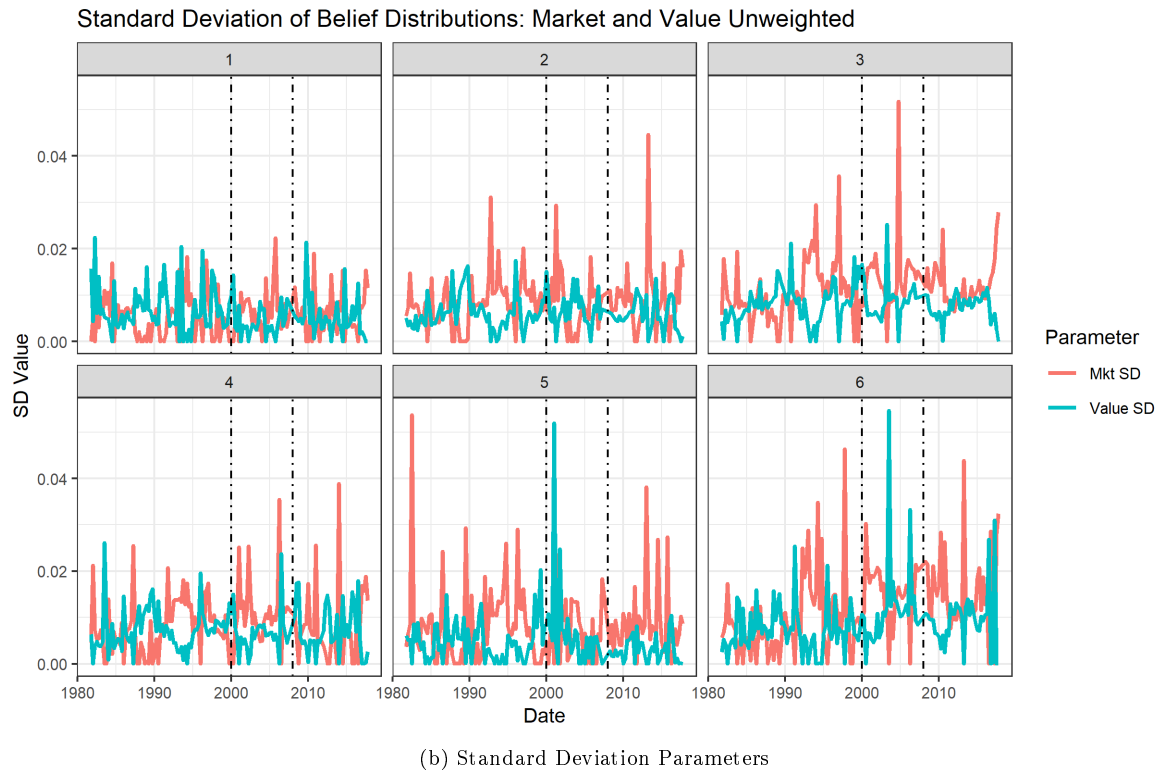 Standard Deviation of Belief Distributions: Market and Value Unweighted
1 2 3
0.04
0.02
0.00
4 5 6
0.04
0.02
0.00
SD Value
1980 1990 2000 2010 1980 1990 2000 2010 1980 1990 2000 2010
Date
Parameter
Mkt SD
Value SD
(b) Standard Deviation Parameters